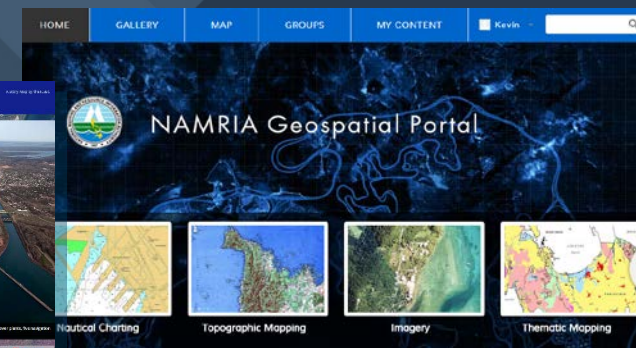 HOME GALLERY MAP GROUPS MY CONTENT Kevin
NAMRIA Geospatial Portal
Nautical Charting Topographic Mapping Imagery Thematic Mapping